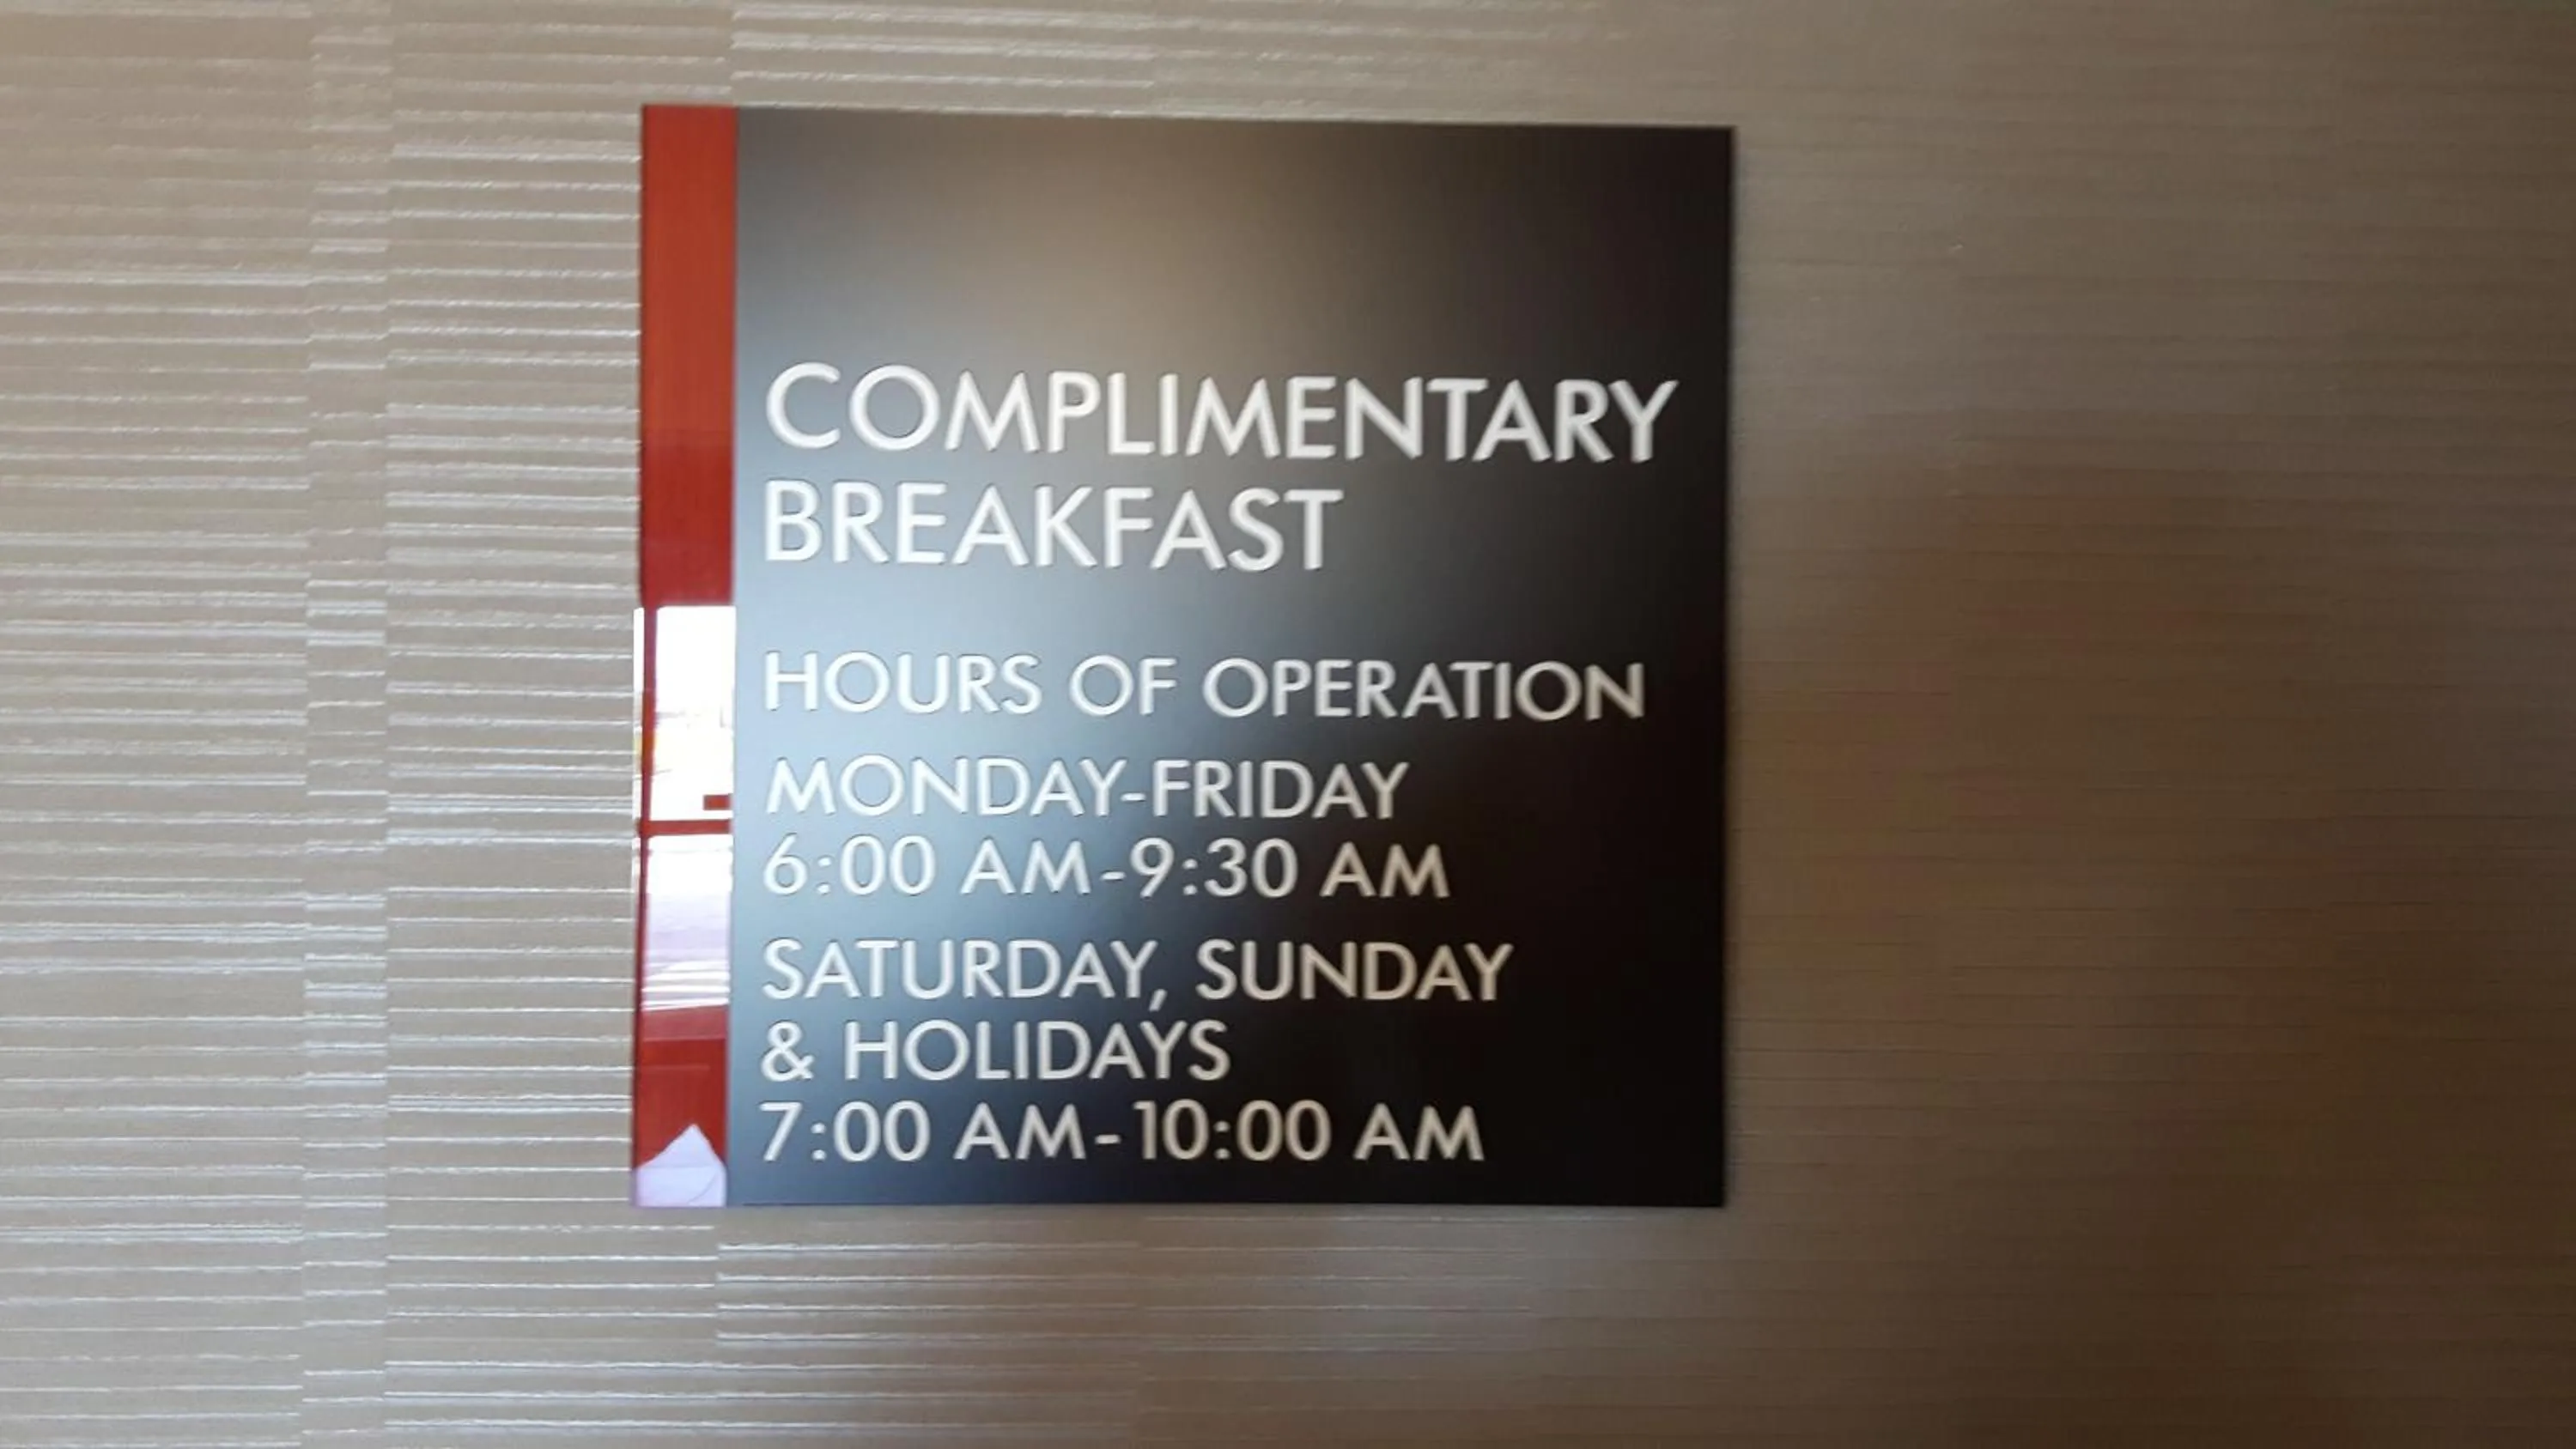 COMPLIMENTARY
BREAKFAST
HOURS OF OPERATION
MONDAY-FRIDAY
6:00 AM-9:30 AM
SATURDAY, SUNDAY
& HOLIDAYS
7:00 AM-10:00 AM